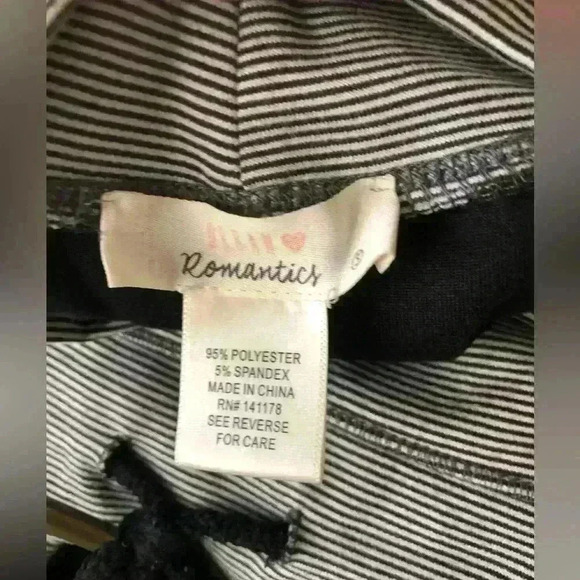 Romantics
95% POLYESTER
5% SPANDEX
MADE IN CHINA
RN# 141178
SEE REVERSE
FOR CARE